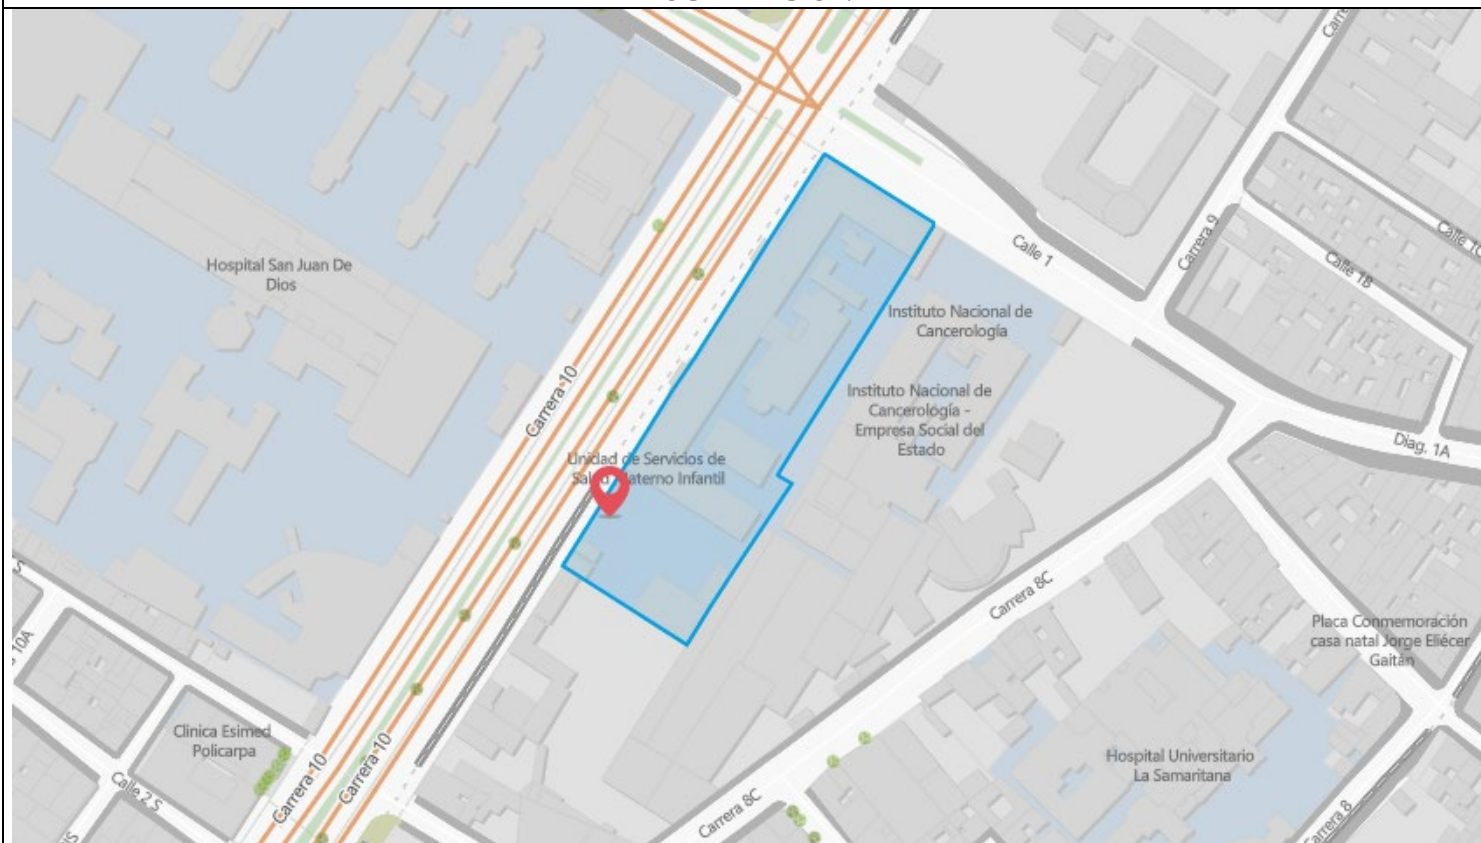 Carrera 9
Calle 1
Calle 1B
Hospital San Juan De
Dios
Instituto Nacional de
Cancerología
Carrera 10
Instituto Nacional de
Cancerología -
Empresa Social del
Estado
Diag. 1A
Unidad de Servicios de
Salud Materno Infantil
Carrera 8C
Placa Conmemoración
casa natal Jorge Eliécer
Gaitán
10A
Clinica Esimed
Policarpa
Hospital Universitario
La Samaritana
Carrera 10
Carrera 10
Calle 2 S
Carrera 8C
Carrera 8